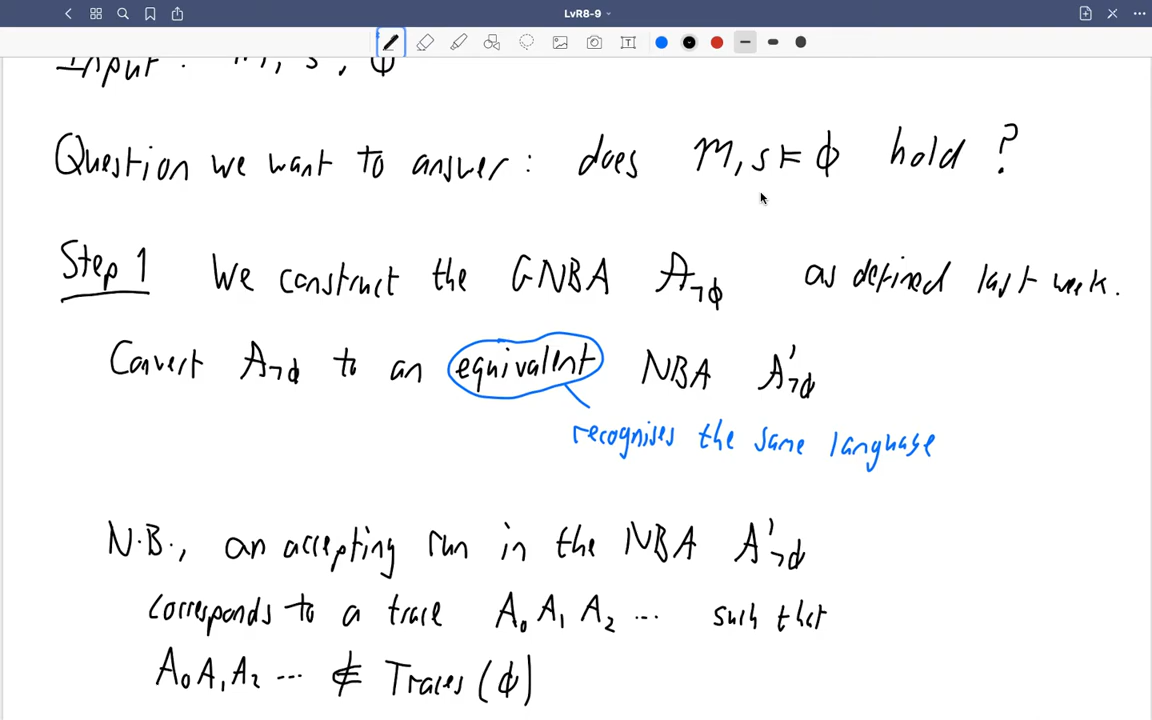 LvR8-9
Input : M, s, ϕ
Question we want to answer : does M, s ⊨ ϕ hold ?
Step 1 We construct the GNBA A¬ϕ as defined last week.
Convert A¬ϕ to an equivalent NBA A'¬ϕ
recognises the same language
N.B., an accepting run in the NBA A'¬ϕ
corresponds to a trace A₀ A₁ A₂ ... such that
A₀ A₁ A₂ ... ∉ Traces (ϕ)